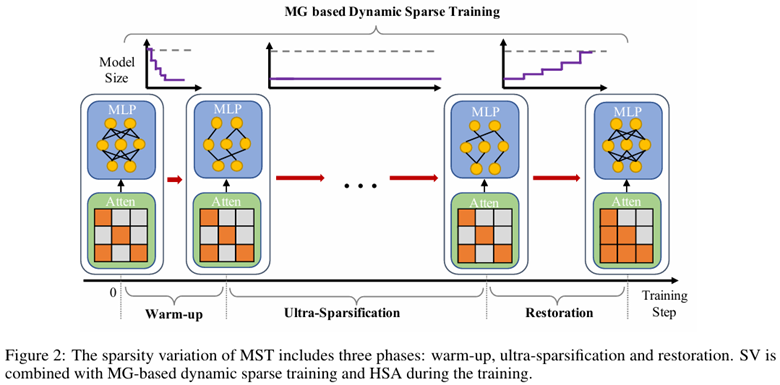 MG based Dynamic Sparse Training
Model
Size
MLP
MLP
MLP
MLP
Atten
Atten
Atten
Atten
0
Warm-up
Ultra-Sparsification
Restoration
Training
Step
Figure 2: The sparsity variation of MST includes three phases: warm-up, ultra-sparsification and restoration. SV is
combined with MG-based dynamic sparse training and HSA during the training.